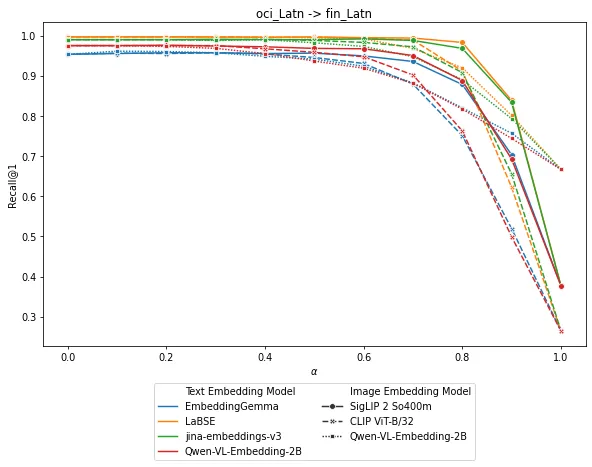 oci_Latn -> fin_Latn
Recall@1
1.0
0.9
0.8
0.7
0.6
0.5
0.4
0.3
0.0 0.2 0.4 0.6 0.8 1.0
α
Text Embedding Model
EmbeddingGemma
LaBSE
jina-embeddings-v3
Qwen-VL-Embedding-2B
Image Embedding Model
SigLIP 2 So400m
CLIP ViT-B/32
Qwen-VL-Embedding-2B